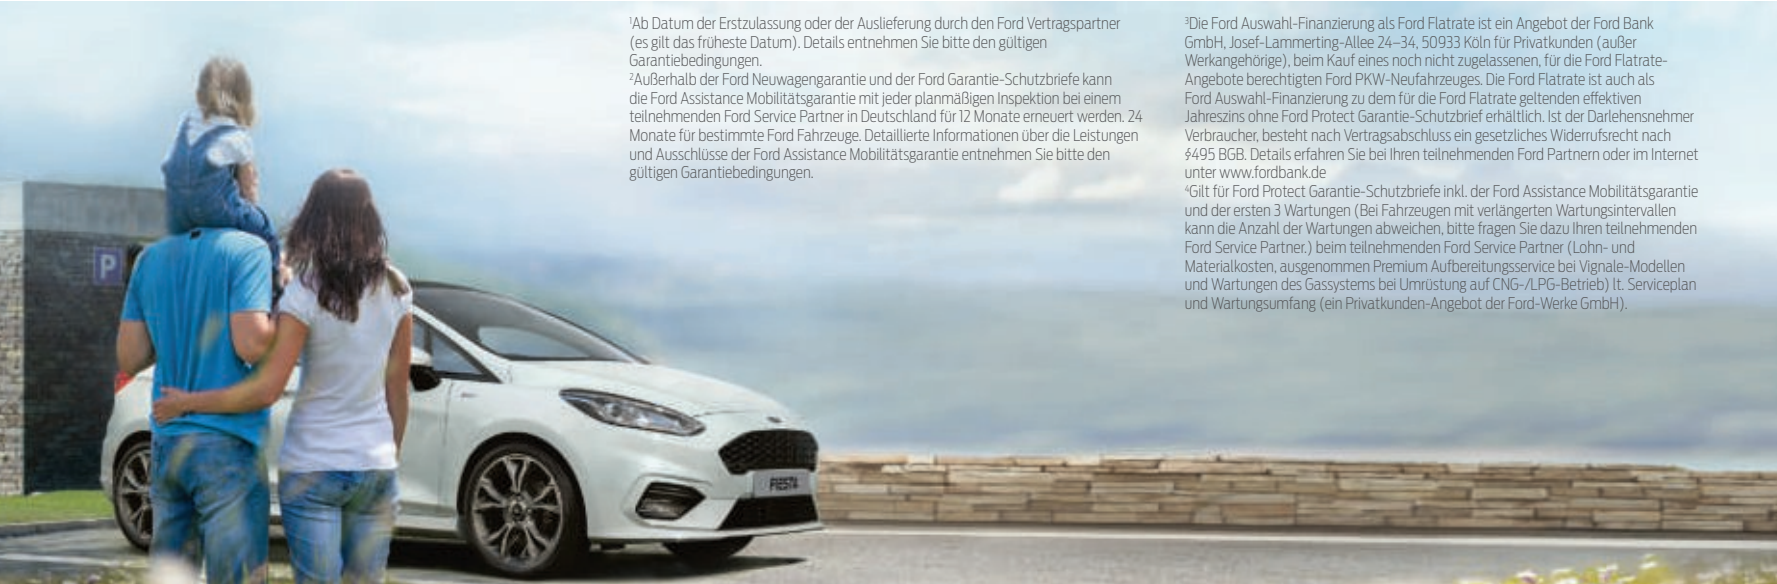 ¹Ab Datum der Erstzulassung oder der Auslieferung durch den Ford Vertragspartner
(es gilt das früheste Datum). Details entnehmen Sie bitte den gültigen
Garantiebedingungen.
²Außerhalb der Ford Neuwagengarantie und der Ford Garantie-Schutzbriefe kann
die Ford Assistance Mobilitätsgarantie mit jeder planmäßigen Inspektion bei einem
teilnehmenden Ford Service Partner in Deutschland für 12 Monate erneuert werden. 24
Monate für bestimmte Ford Fahrzeuge. Detaillierte Informationen über die Leistungen
und Ausschlüsse der Ford Assistance Mobilitätsgarantie entnehmen Sie bitte den
gültigen Garantiebedingungen.
³Die Ford Auswahl-Finanzierung als Ford Flatrate ist ein Angebot der Ford Bank
GmbH, Josef-Lammerting-Allee 24–34, 50933 Köln für Privatkunden (außer
Werkangehörige), beim Kauf eines noch nicht zugelassenen, für die Ford Flatrate-
Angebote berechtigten Ford PKW-Neufahrzeuges. Die Ford Flatrate ist auch als
Ford Auswahl-Finanzierung zu dem für die Ford Flatrate geltenden effektiven
Jahreszins ohne Ford Protect Garantie-Schutzbrief erhältlich. Ist der Darlehensnehmer
Verbraucher, besteht nach Vertragsabschluss ein gesetzliches Widerrufsrecht nach
§495 BGB. Details erfahren Sie bei Ihren teilnehmenden Ford Partnern oder im Internet
unter www.fordbank.de
⁴Gilt für Ford Protect Garantie-Schutzbriefe inkl. der Ford Assistance Mobilitätsgarantie
und der ersten 3 Wartungen (Bei Fahrzeugen mit verlängerten Wartungsintervallen
kann die Anzahl der Wartungen abweichen, bitte fragen Sie dazu Ihren teilnehmenden
Ford Service Partner.) beim teilnehmenden Ford Service Partner (Lohn- und
Materialkosten, ausgenommen Premium Aufbereitungsservice bei Vignale-Modellen
und Wartungen des Gassystems bei Umrüstung auf CNG-/LPG-Betrieb) lt. Serviceplan
und Wartungsumfang (ein Privatkunden-Angebot der Ford-Werke GmbH).
P
FIESTA